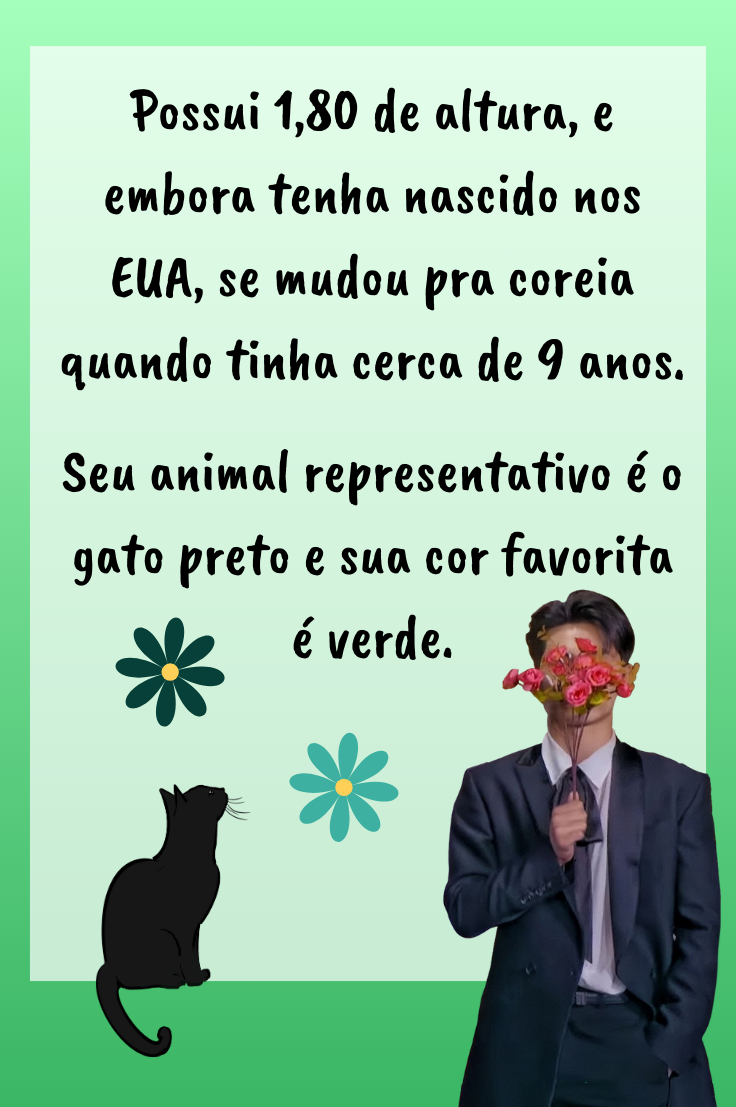 Possui 1,80 de altura, e
embora tenha nascido nos
EUA, se mudou pra coreia
quando tinha cerca de 9 anos.
Seu animal representativo é o
gato preto e sua cor favorita
é verde.